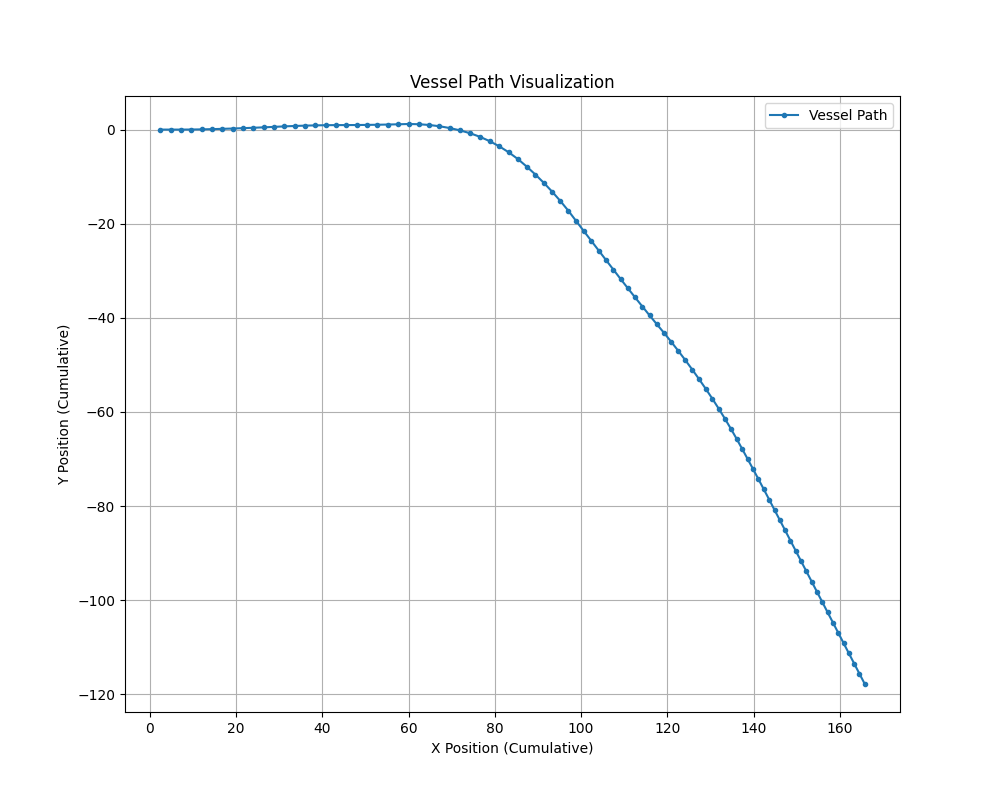 Vessel Path Visualization
Vessel Path
0
−20
−40
−60
−80
−100
−120
Y Position (Cumulative)
0 20 40 60 80 100 120 140 160
X Position (Cumulative)